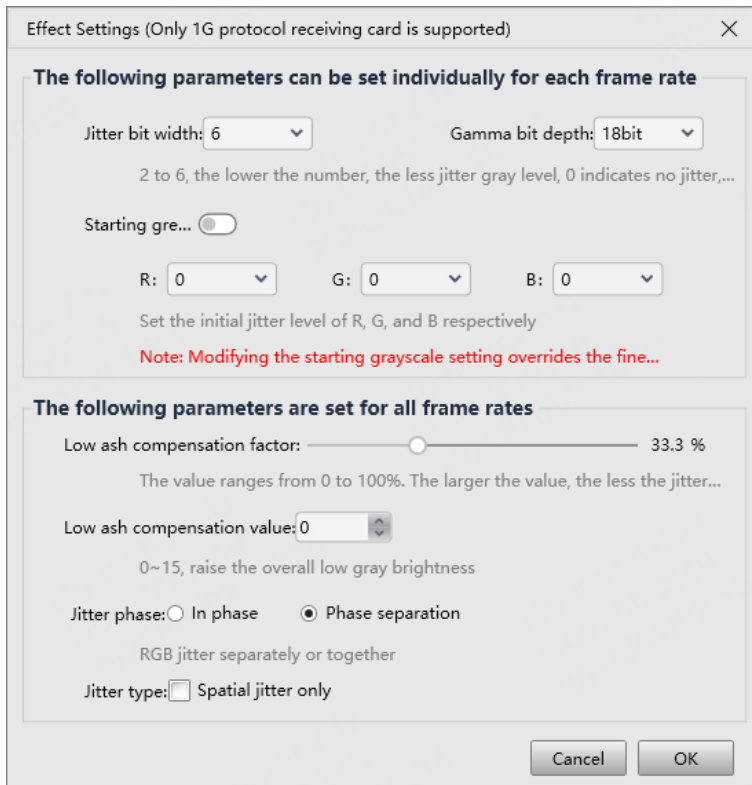 Effect Settings (Only 1G protocol receiving card is supported)
The following parameters can be set individually for each frame rate
Jitter bit width: 6 Gamma bit depth: 18bit
2 to 6, the lower the number, the less jitter gray level, 0 indicates no jitter,...
Starting gre...
R: 0 G: 0 B: 0
Set the initial jitter level of R, G, and B respectively
Note: Modifying the starting grayscale setting overrides the fine...
The following parameters are set for all frame rates
Low ash compensation factor: 33.3 %
The value ranges from 0 to 100%. The larger the value, the less the jitter...
Low ash compensation value: 0
0~15, raise the overall low gray brightness
Jitter phase: In phase Phase separation
RGB jitter separately or together
Jitter type: Spatial jitter only
Cancel OK